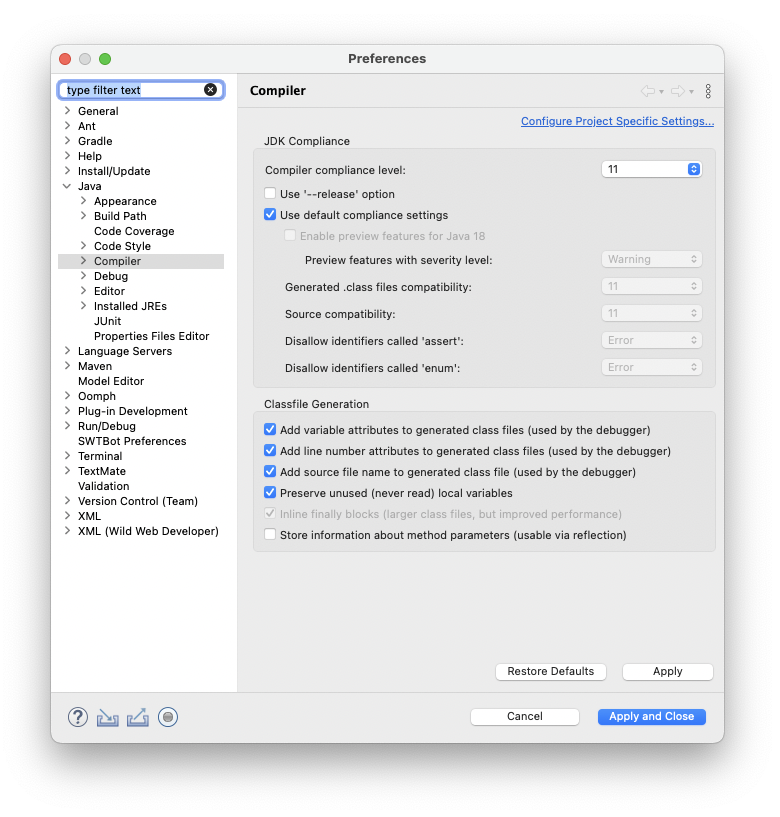 Preferences
type filter text
General
Ant
Gradle
Help
Install/Update
Java
Appearance
Build Path
Code Coverage
Code Style
Compiler
Debug
Editor
Installed JREs
JUnit
Properties Files Editor
Language Servers
Maven
Model Editor
Oomph
Plug-in Development
Run/Debug
SWTBot Preferences
Terminal
TextMate
Validation
Version Control (Team)
XML
XML (Wild Web Developer)
Compiler
Configure Project Specific Settings...
JDK Compliance
Compiler compliance level: 11
Use '--release' option
Use default compliance settings
Enable preview features for Java 18
Preview features with severity level: Warning
Generated .class files compatibility: 11
Source compatibility: 11
Disallow identifiers called 'assert': Error
Disallow identifiers called 'enum': Error
Classfile Generation
Add variable attributes to generated class files (used by the debugger)
Add line number attributes to generated class files (used by the debugger)
Add source file name to generated class file (used by the debugger)
Preserve unused (never read) local variables
Inline finally blocks (larger class files, but improved performance)
Store information about method parameters (usable via reflection)
Restore Defaults Apply
? Cancel Apply and Close